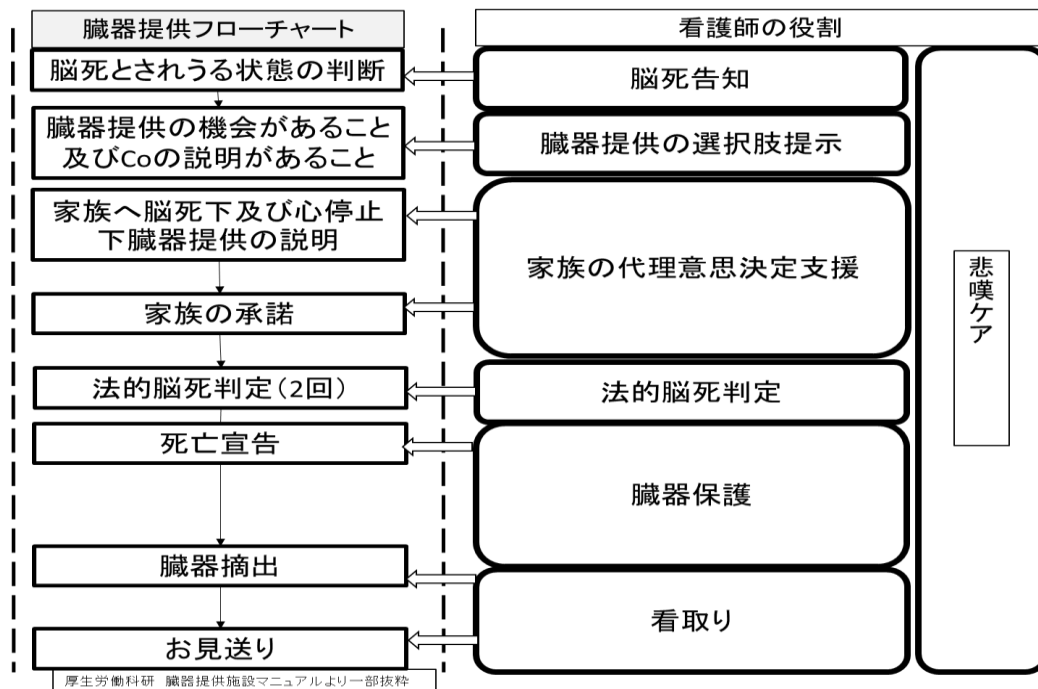 臓器提供フローチャート
脳死とされうる状態の判断
臓器提供の機会があること
及びCoの説明があること
家族へ脳死下及び心停止
下臓器提供の説明
家族の承諾
法的脳死判定(2回)
死亡宣告
臓器摘出
お見送り
厚生労働科研 臓器提供施設マニュアルより一部抜粋
看護師の役割
脳死告知
臓器提供の選択肢提示
家族の代理意思決定支援
法的脳死判定
臓器保護
看取り
悲嘆ケア